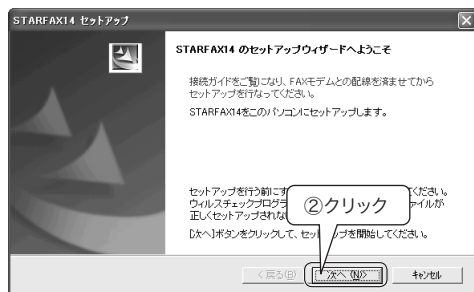 STARFAX14 セットアップ
STARFAX14 のセットアップウィザードへようこそ
接続ガイドをご覧になり、FAXモデムとの配線を済ませてから
セットアップを行なってください。
STARFAX14をこのパソコンにセットアップします。
セットアップを行う前にす ください。
ウィルスチェックプログラ ァイルが
正しくセットアップされな
②クリック
[次へ]ボタンをクリックして、セットアップを開始してください。
< 戻る(B)
次へ(N)>
キャンセル